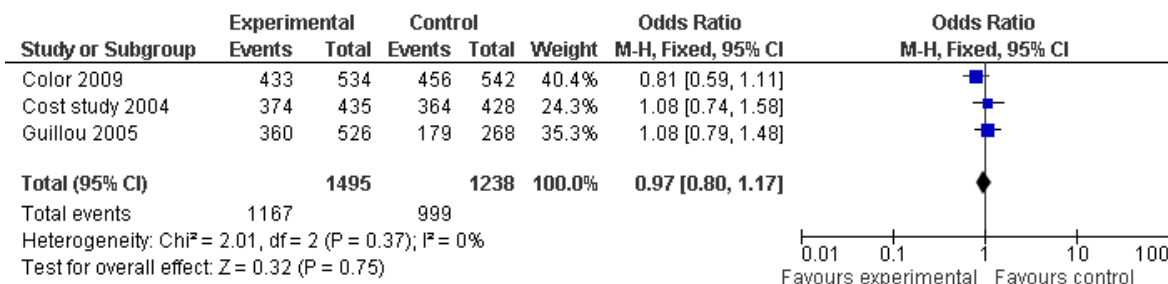 Experimental Control Odds Ratio Odds Ratio
Study or Subgroup Events Total Events Total Weight M-H, Fixed, 95% CI M-H, Fixed, 95% CI
Color 2009 433 534 456 542 40.4% 0.81 [0.59, 1.11]
Cost study 2004 374 435 364 428 24.3% 1.08 [0.74, 1.58]
Guillou 2005 360 526 179 268 35.3% 1.08 [0.79, 1.48]
Total (95% CI) 1495 1238 100.0% 0.97 [0.80, 1.17]
Total events 1167 999
Heterogeneity: Chi² = 2.01, df = 2 (P = 0.37); I² = 0%
Test for overall effect: Z = 0.32 (P = 0.75)
0.01 0.1 1 10 100
Favours experimental Favours control